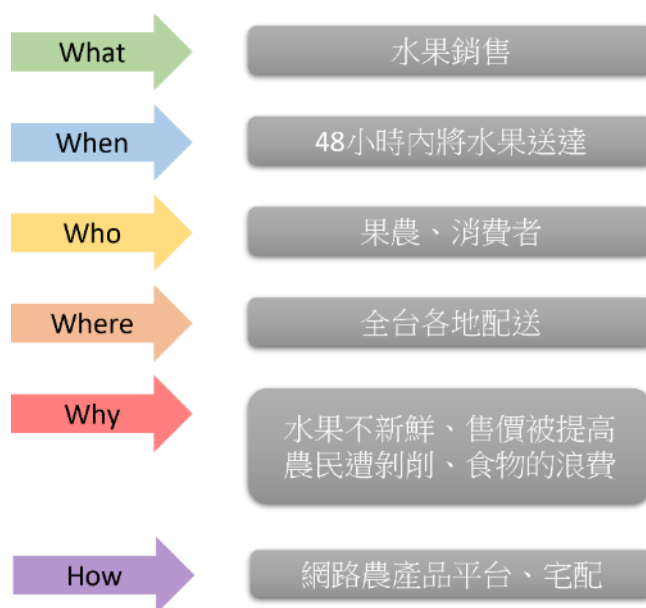 What
水果銷售
When
48小時內將水果送達
Who
果農、消費者
Where
全台各地配送
Why
水果不新鮮、售價被提高
農民遭剝削、食物的浪費
How
網路農產品平台、宅配